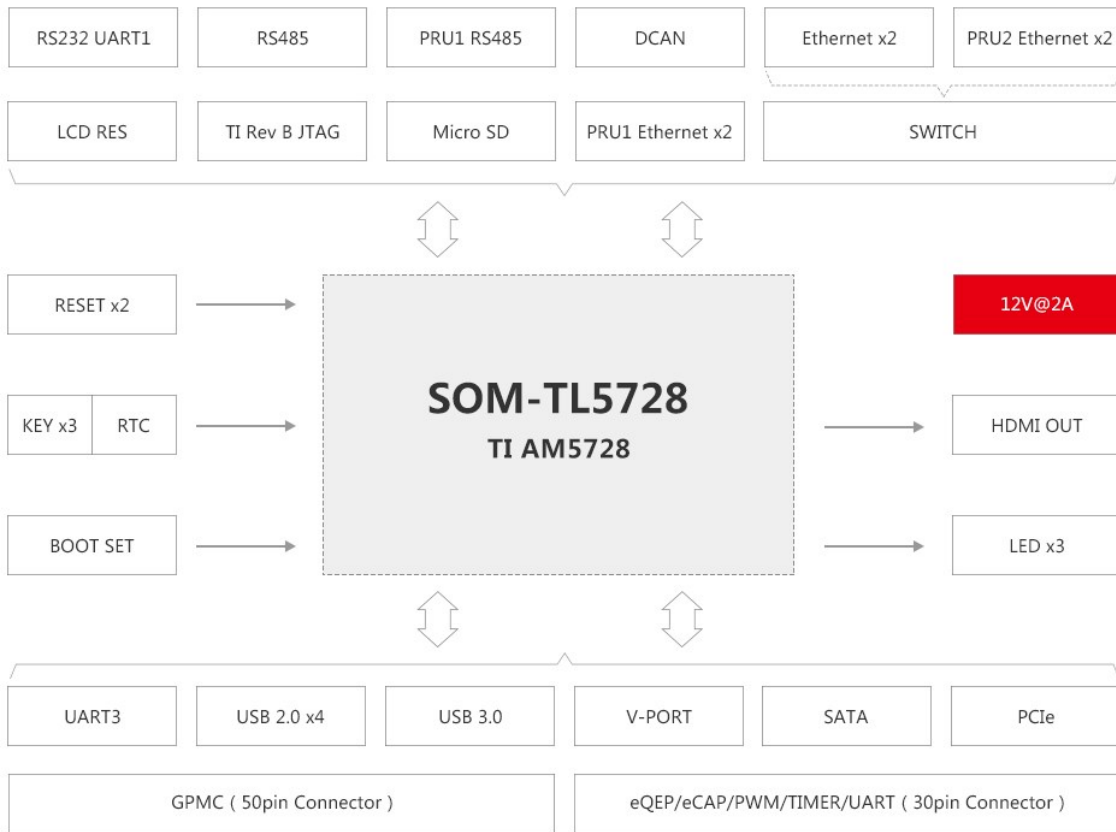 RS232 UART1
RS485
PRU1 RS485
DCAN
Ethernet x2
PRU2 Ethernet x2
LCD RES
TI Rev B JTAG
Micro SD
PRU1 Ethernet x2
SWITCH
RESET x2
12V@2A
SOM-TL5728
TI AM5728
KEY x3
RTC
HDMI OUT
BOOT SET
LED x3
UART3
USB 2.0 x4
USB 3.0
V-PORT
SATA
PCIe
GPMC ( 50pin Connector )
eQEP/eCAP/PWM/TIMER/UART ( 30pin Connector )